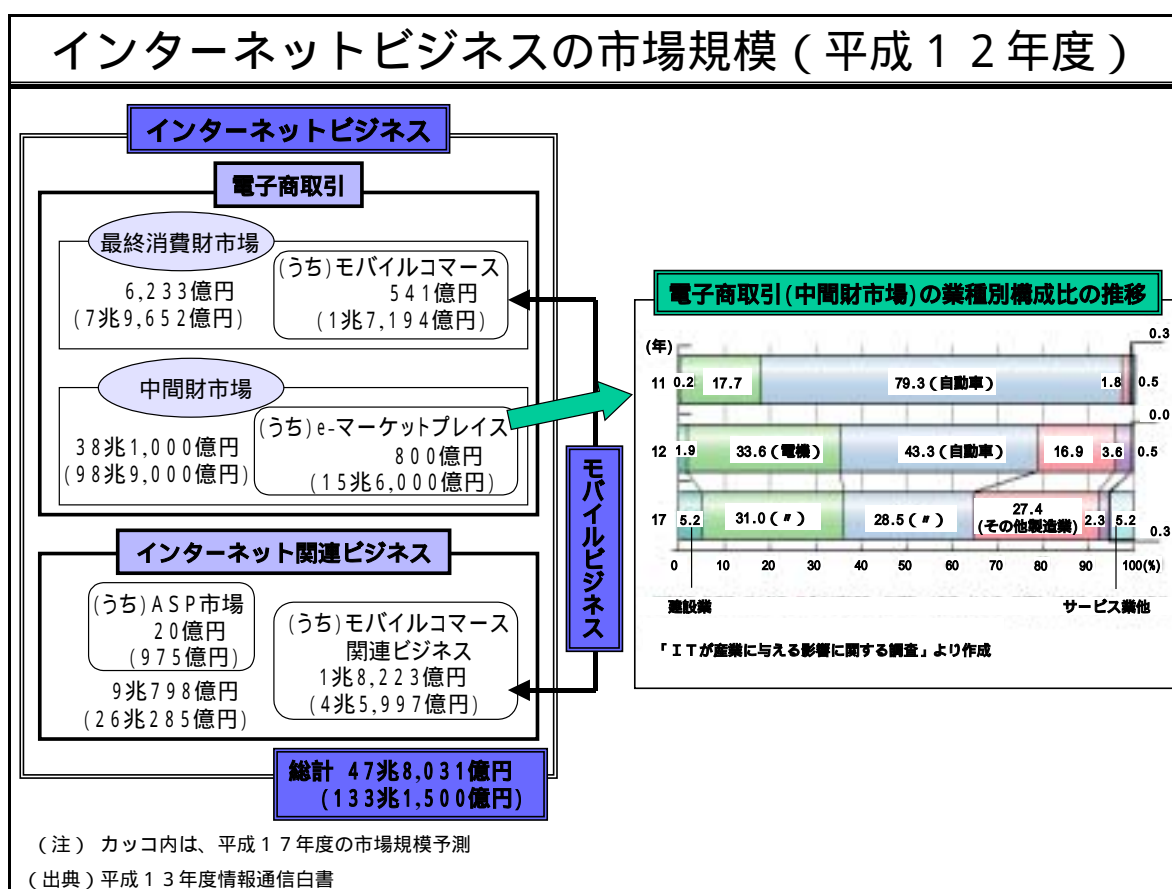 インターネットビジネスの市場規模（平成１２年度）
インターネットビジネス
電子商取引
最終消費財市場
6,233億円
(7兆9,652億円)
(うち)モバイルコマース
541億円
(1兆7,194億円)
中間財市場
38兆1,000億円
(98兆9,000億円)
(うち)e-マーケットプレイス
800億円
(15兆6,000億円)
インターネット関連ビジネス
(うち)ASP市場
20億円
(975億円)
9兆798億円
(26兆285億円)
(うち)モバイルコマース
関連ビジネス
1兆8,223億円
(4兆5,997億円)
モバイルビジネス
総計 47兆8,031億円
(133兆1,500億円)
電子商取引(中間財市場)の業種別構成比の推移
(年)
0.3
11 0.2 17.7 79.3(自動車) 1.8 0.5
0.0
12 1.9 33.6(電機) 43.3(自動車) 16.9 3.6 0.5
17 5.2 31.0(〃) 28.5(〃) 27.4
(その他製造業) 2.3 5.2
0.3
0 10 20 30 40 50 60 70 80 90 100(%)
建設業 サービス業他
「ＩＴが産業に与える影響に関する調査」より作成
（注） カッコ内は、平成１７年度の市場規模予測
（出典）平成１３年度情報通信白書